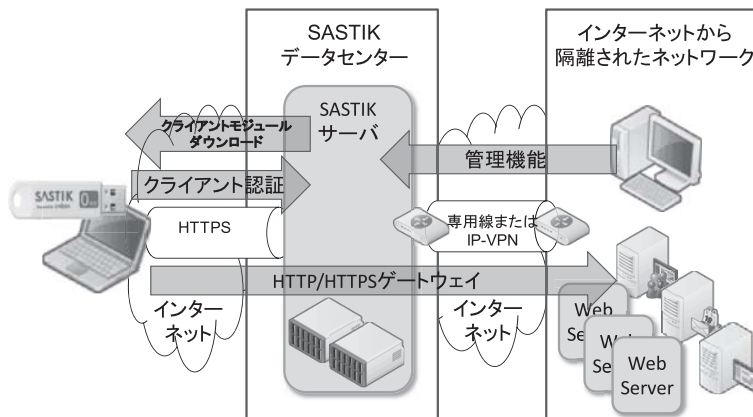 SASTIK
データセンター
インターネットから
隔離されたネットワーク
SASTIK
サーバ
クライアントモジュール
ダウンロード
管理機能
クライアント認証
SASTIK
HTTPS
専用線または
IP-VPN
HTTP/HTTPSゲートウェイ
インター
ネット
インター
ネット
Web
Se
Web
Se
Web
Server